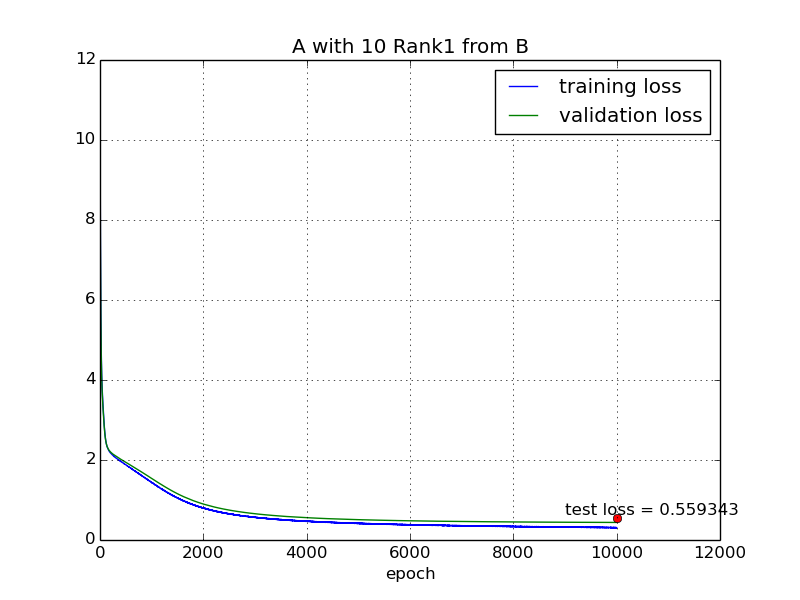 A with 10 Rank1 from B
12
training loss
validation loss
10
8
6
4
2
test loss = 0.559343
0
0 2000 4000 6000 8000 10000 12000
epoch